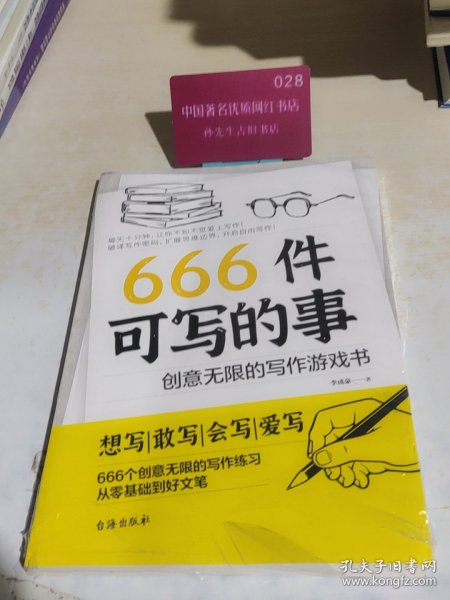 028
中国著名优质网红书店
孙先生古旧书店
每天十分钟，让你不知不觉爱上写作！
破译写作密码，扩展思维边界，开启自由写作！
666件
可写的事
创意无限的写作游戏书
李成蒙——著
想写|敢写|会写|爱写
666个创意无限的写作练习
从零基础到好文笔
台海出版社
孔夫子旧书网
www.kongfz.com